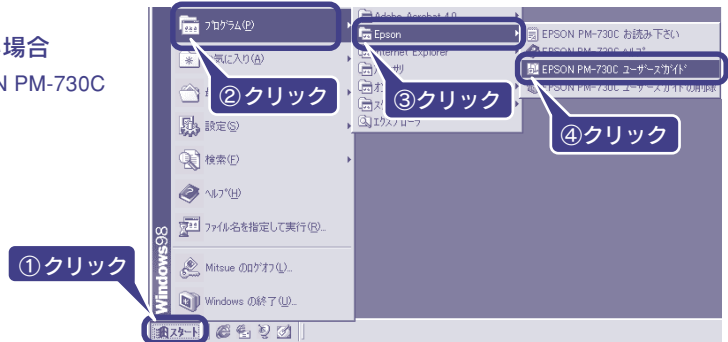 場合
N PM-730C
プログラム(P)
気に入り(A)
設定(S)
検索(F)
ヘルプ(H)
ファイル名を指定して実行(R)...
Mitsue のログオフ(L)...
Windows の終了(U)...
Windows98
スタート
Adobe Acrobat 4.0
Epson
Internet Explorer
エクスプローラ
EPSON PM-730C お読み下さい
EPSON PM-730C ヘルプ
EPSON PM-730C ユーザーズガイド
EPSON PM-730C ユーザーズガイドの削除
①クリック
②クリック
③クリック
④クリック